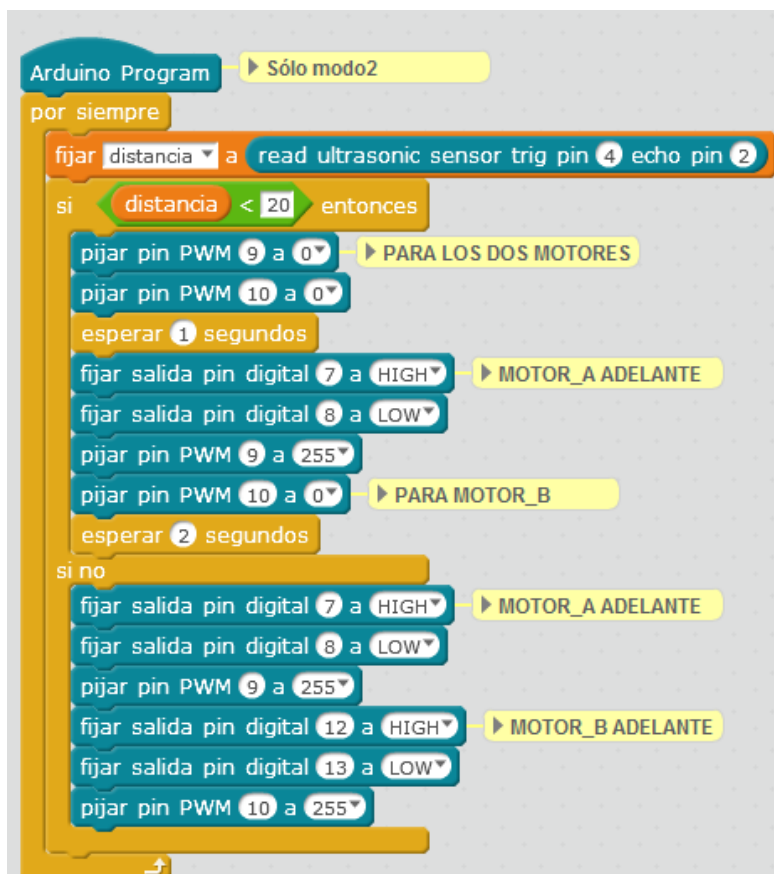 Arduino Program Sólo modo2
por siempre
fijar distancia a read ultrasonic sensor trig pin 4 echo pin 2
si distancia < 20 entonces
pijar pin PWM 9 a 0 PARA LOS DOS MOTORES
pijar pin PWM 10 a 0
esperar 1 segundos
fijar salida pin digital 7 a HIGH MOTOR_A ADELANTE
fijar salida pin digital 8 a LOW
pijar pin PWM 9 a 255
pijar pin PWM 10 a 0 PARA MOTOR_B
esperar 2 segundos
si no
fijar salida pin digital 7 a HIGH MOTOR_A ADELANTE
fijar salida pin digital 8 a LOW
pijar pin PWM 9 a 255
fijar salida pin digital 12 a HIGH MOTOR_B ADELANTE
fijar salida pin digital 13 a LOW
pijar pin PWM 10 a 255